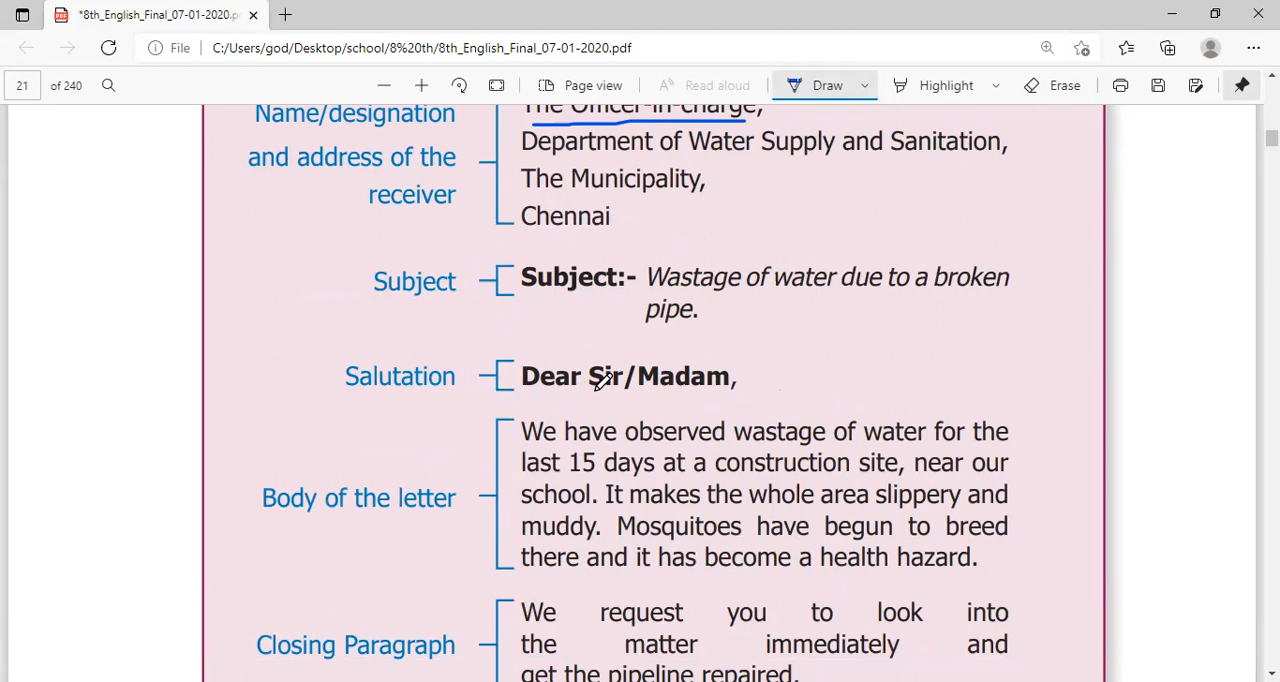 *8th_English_Final_07-01-2020.p
File C:/Users/god/Desktop/school/8%20th/8th_English_Final_07-01-2020.pdf
21 of 240 Page view Read aloud Draw Highlight Erase
Name/designation
and address of the
receiver
The Officer-in-charge,
Department of Water Supply and Sanitation,
The Municipality,
Chennai
Subject
Subject:- Wastage of water due to a broken
pipe.
Salutation
Dear Sir/Madam,
Body of the letter
We have observed wastage of water for the
last 15 days at a construction site, near our
school. It makes the whole area slippery and
muddy. Mosquitoes have begun to breed
there and it has become a health hazard.
Closing Paragraph
We request you to look into
the matter immediately and
get the pipeline repaired.